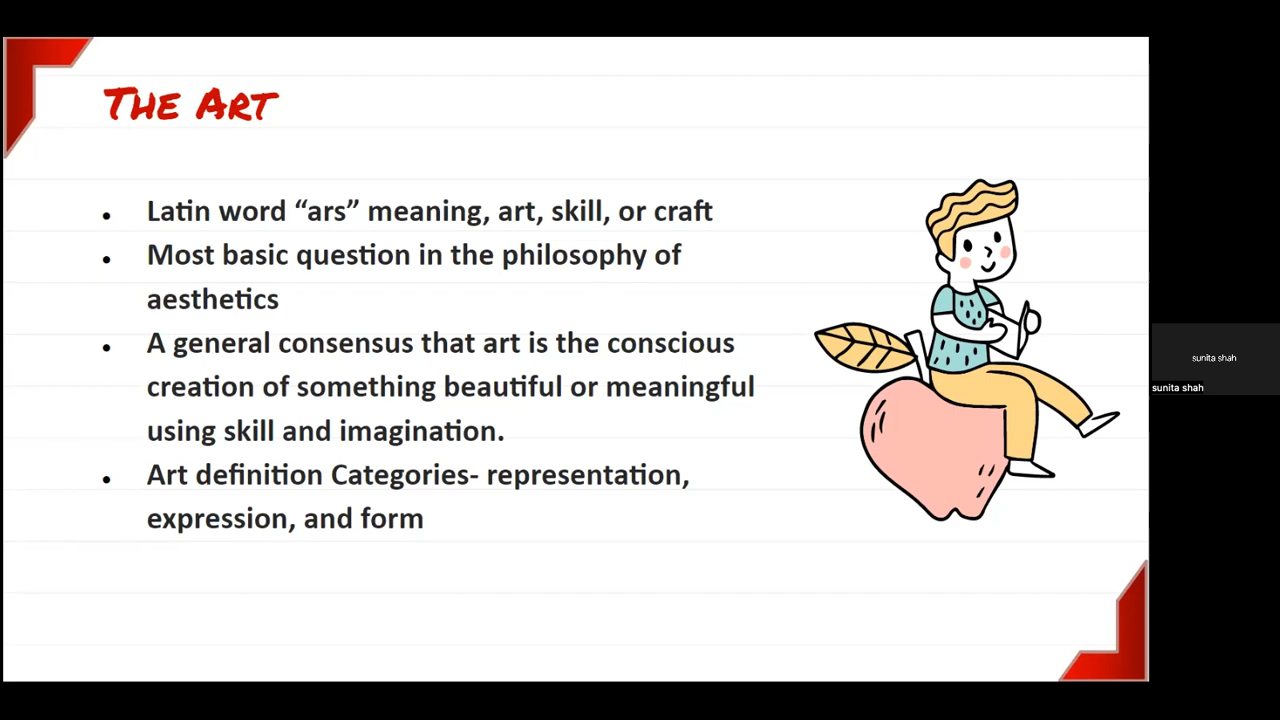 The Art
• Latin word “ars” meaning, art, skill, or craft
• Most basic question in the philosophy of
aesthetics
• A general consensus that art is the conscious
creation of something beautiful or meaningful
using skill and imagination.
• Art definition Categories- representation,
expression, and form
sunita shah
sunita shah